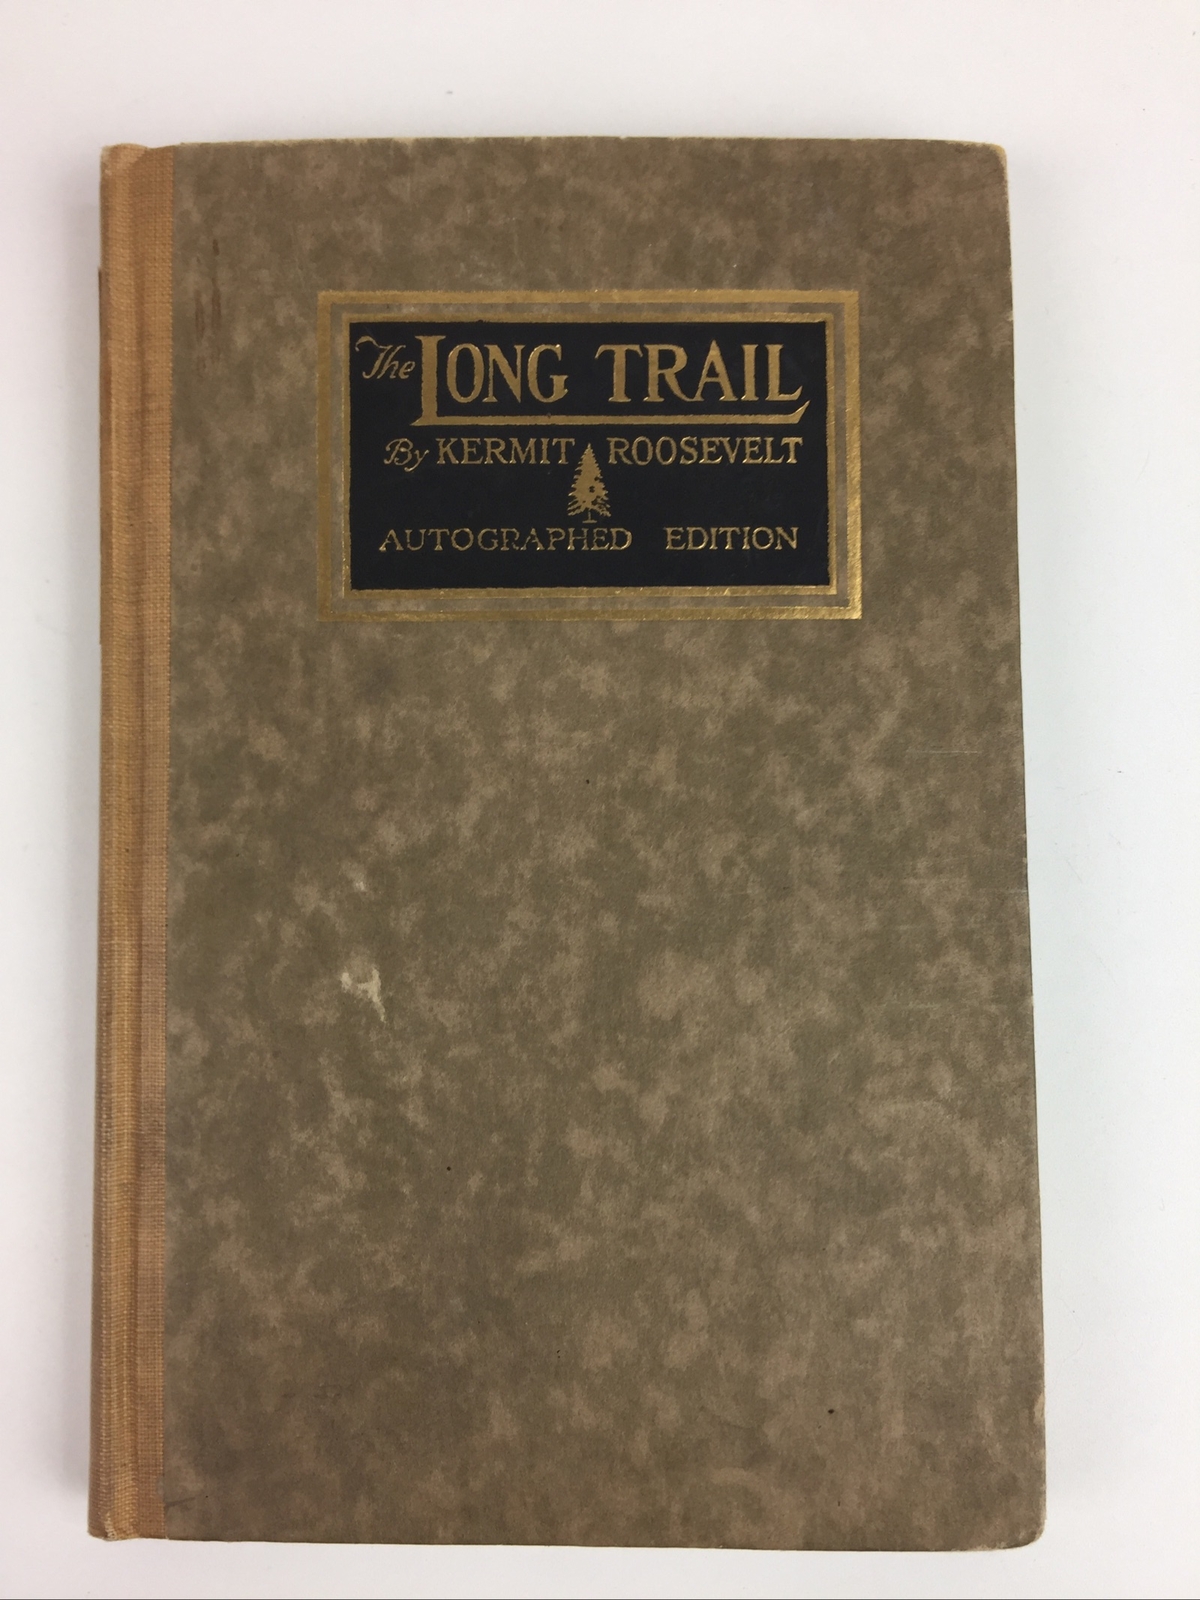 The LONG TRAIL
By KERMIT ROOSEVELT
AUTOGRAPHED EDITION